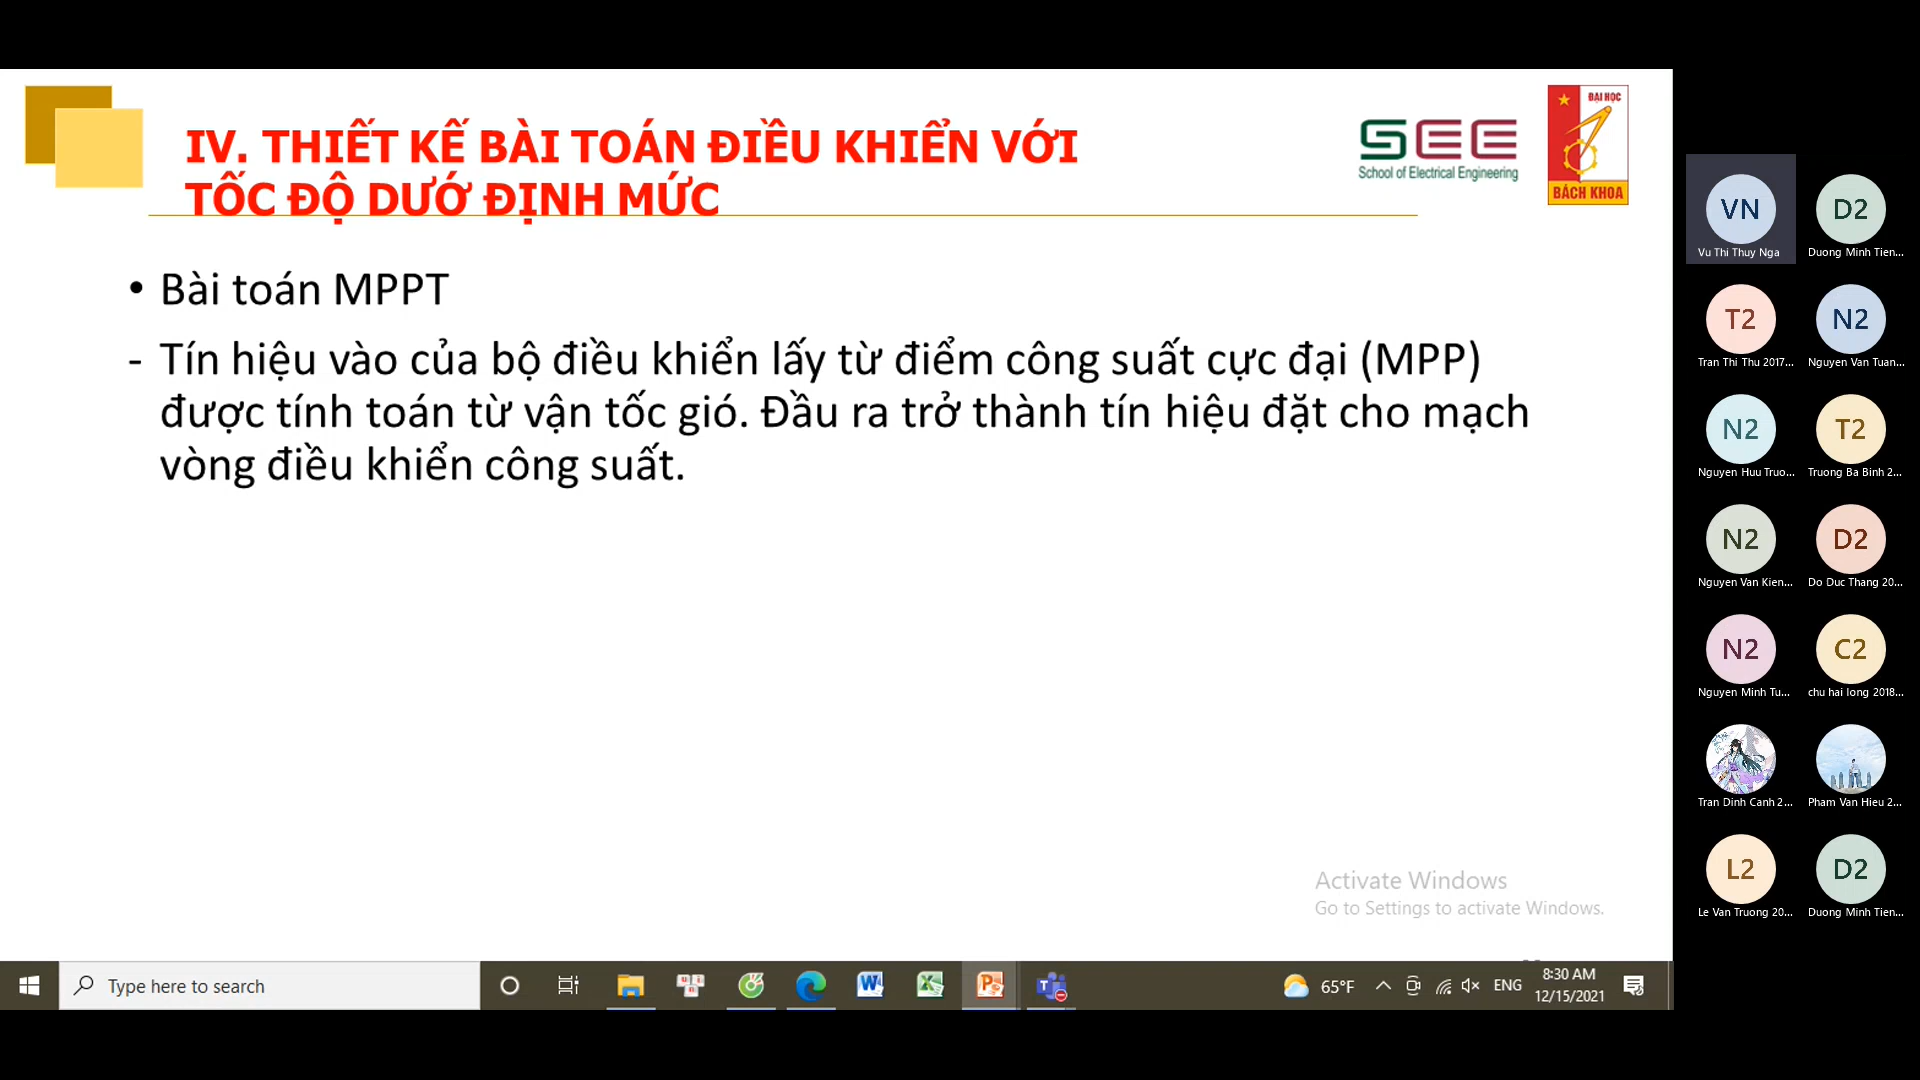 IV. THIẾT KẾ BÀI TOÁN ĐIỀU KHIỂN VỚI
TỐC ĐỘ DƯỚ ĐỊNH MỨC
SEE
School of Electrical Engineering
ĐẠI HỌC
BÁCH KHOA
• Bài toán MPPT
- Tín hiệu vào của bộ điều khiển lấy từ điểm công suất cực đại (MPP)
được tính toán từ vận tốc gió. Đầu ra trở thành tín hiệu đặt cho mạch
vòng điều khiển công suất.
Activate Windows
Go to Settings to activate Windows.
Type here to search
65°F
ENG
8:30 AM
12/15/2021
VN
Vu Thi Thuy Nga
D2
Duong Minh Tien...
T2
Tran Thi Thu 2017...
N2
Nguyen Van Tuan...
N2
Nguyen Huu Truo...
T2
Truong Ba Binh 2...
N2
Nguyen Van Kien...
D2
Do Duc Thang 20...
N2
Nguyen Minh Tu...
C2
chu hai long 2018...
Tran Dinh Canh 2...
Pham Van Hieu 2...
L2
Le Van Truong 20...
D2
Duong Minh Tien...